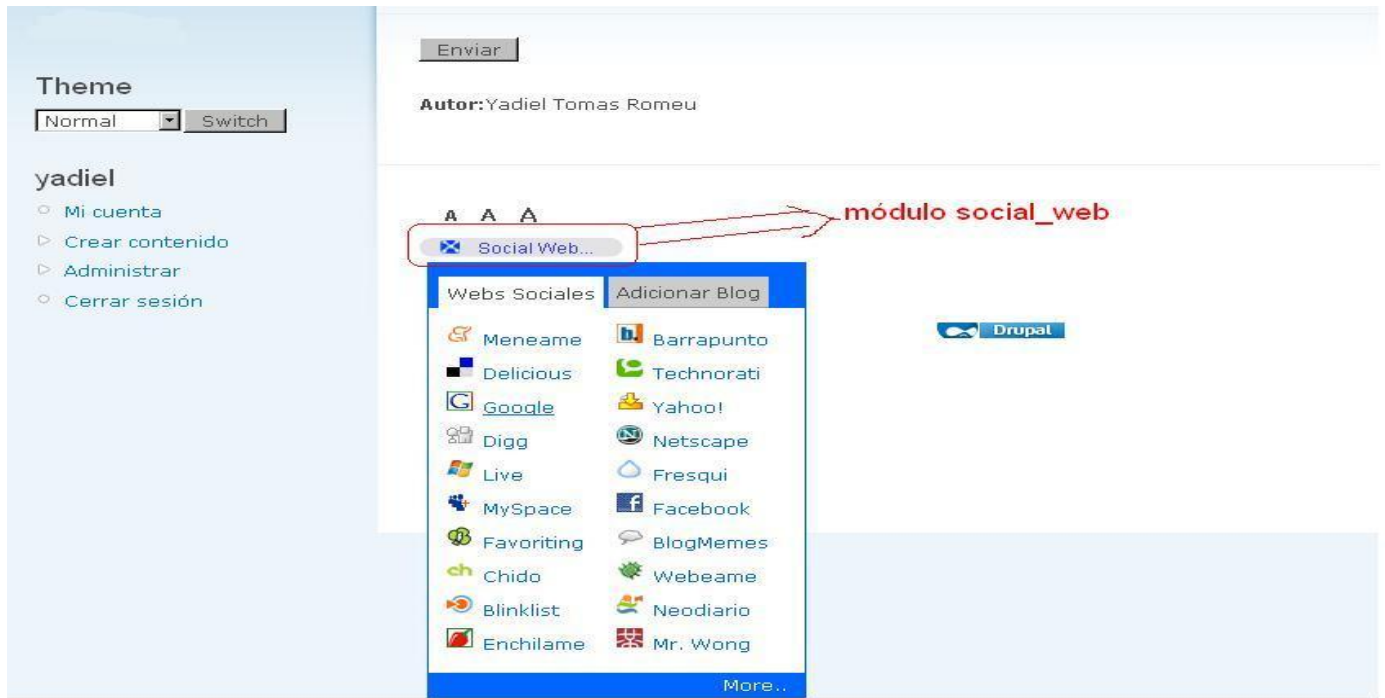 Theme
Normal Switch
yadiel
Mi cuenta
Crear contenido
Administrar
Cerrar sesión
Enviar
Autor:Yadiel Tomas Romeu
A A A
Social Web...
módulo social_web
Webs Sociales Adicionar Blog
Meneame Barrapunto
Delicious Technorati
Google Yahoo!
Digg Netscape
Live Fresqui
MySpace Facebook
Favoriting BlogMemes
Chido Webeame
Blinklist Neodiario
Enchilame Mr. Wong
More..
Drupal